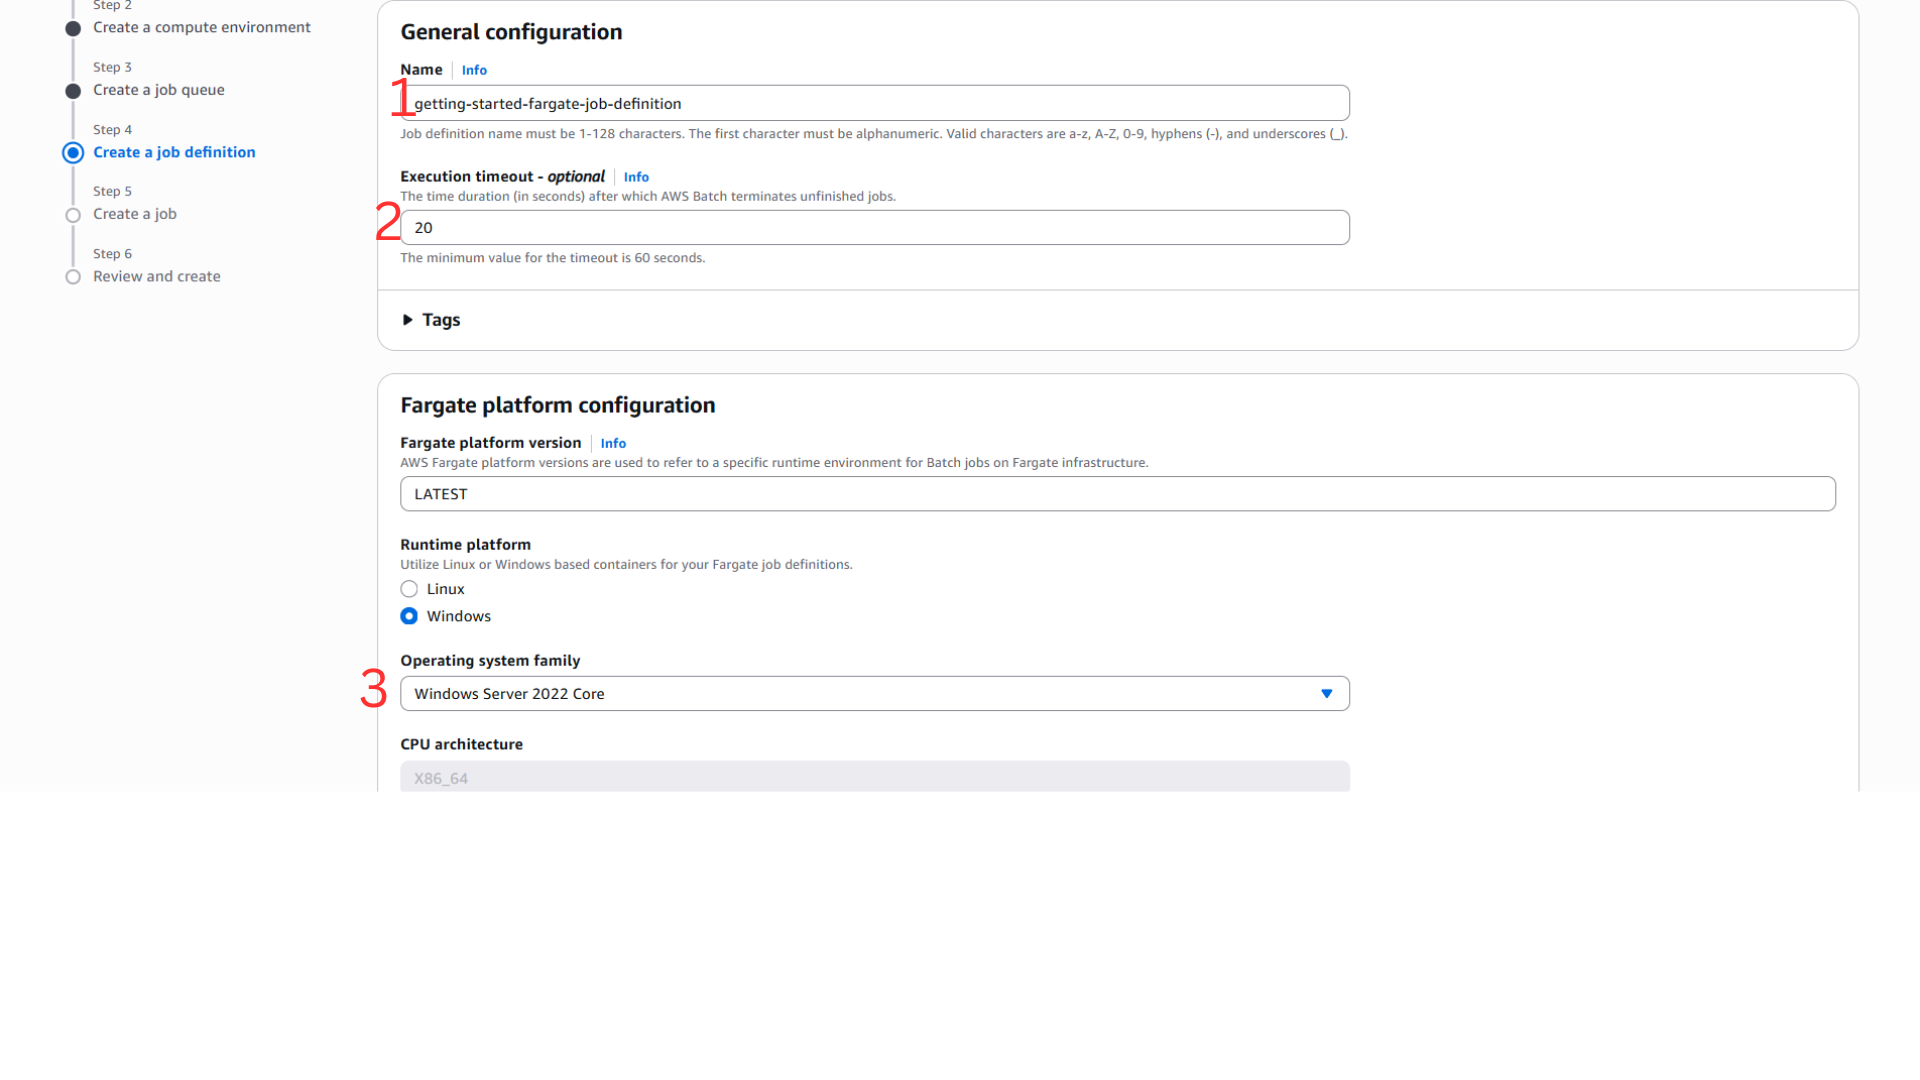 Step 2
Create a compute environment
Step 3
Create a job queue
Step 4
Create a job definition
Step 5
Create a job
Step 6
Review and create
General configuration
Name Info
1 getting-started-fargate-job-definition
Job definition name must be 1-128 characters. The first character must be alphanumeric. Valid characters are a-z, A-Z, 0-9, hyphens (-), and underscores (_).
Execution timeout - optional Info
The time duration (in seconds) after which AWS Batch terminates unfinished jobs.
2 20
The minimum value for the timeout is 60 seconds.
Tags
Fargate platform configuration
Fargate platform version Info
AWS Fargate platform versions are used to refer to a specific runtime environment for Batch jobs on Fargate infrastructure.
LATEST
Runtime platform
Utilize Linux or Windows based containers for your Fargate job definitions.
Linux
Windows
Operating system family
3 Windows Server 2022 Core
CPU architecture
X86_64